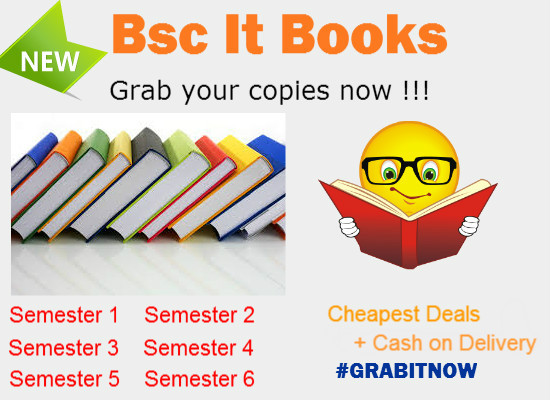 NEW
Bsc It Books
Grab your copies now !!!
Semester 1 Semester 2
Semester 3 Semester 4
Semester 5 Semester 6
Cheapest Deals
+ Cash on Delivery
#GRABITNOW